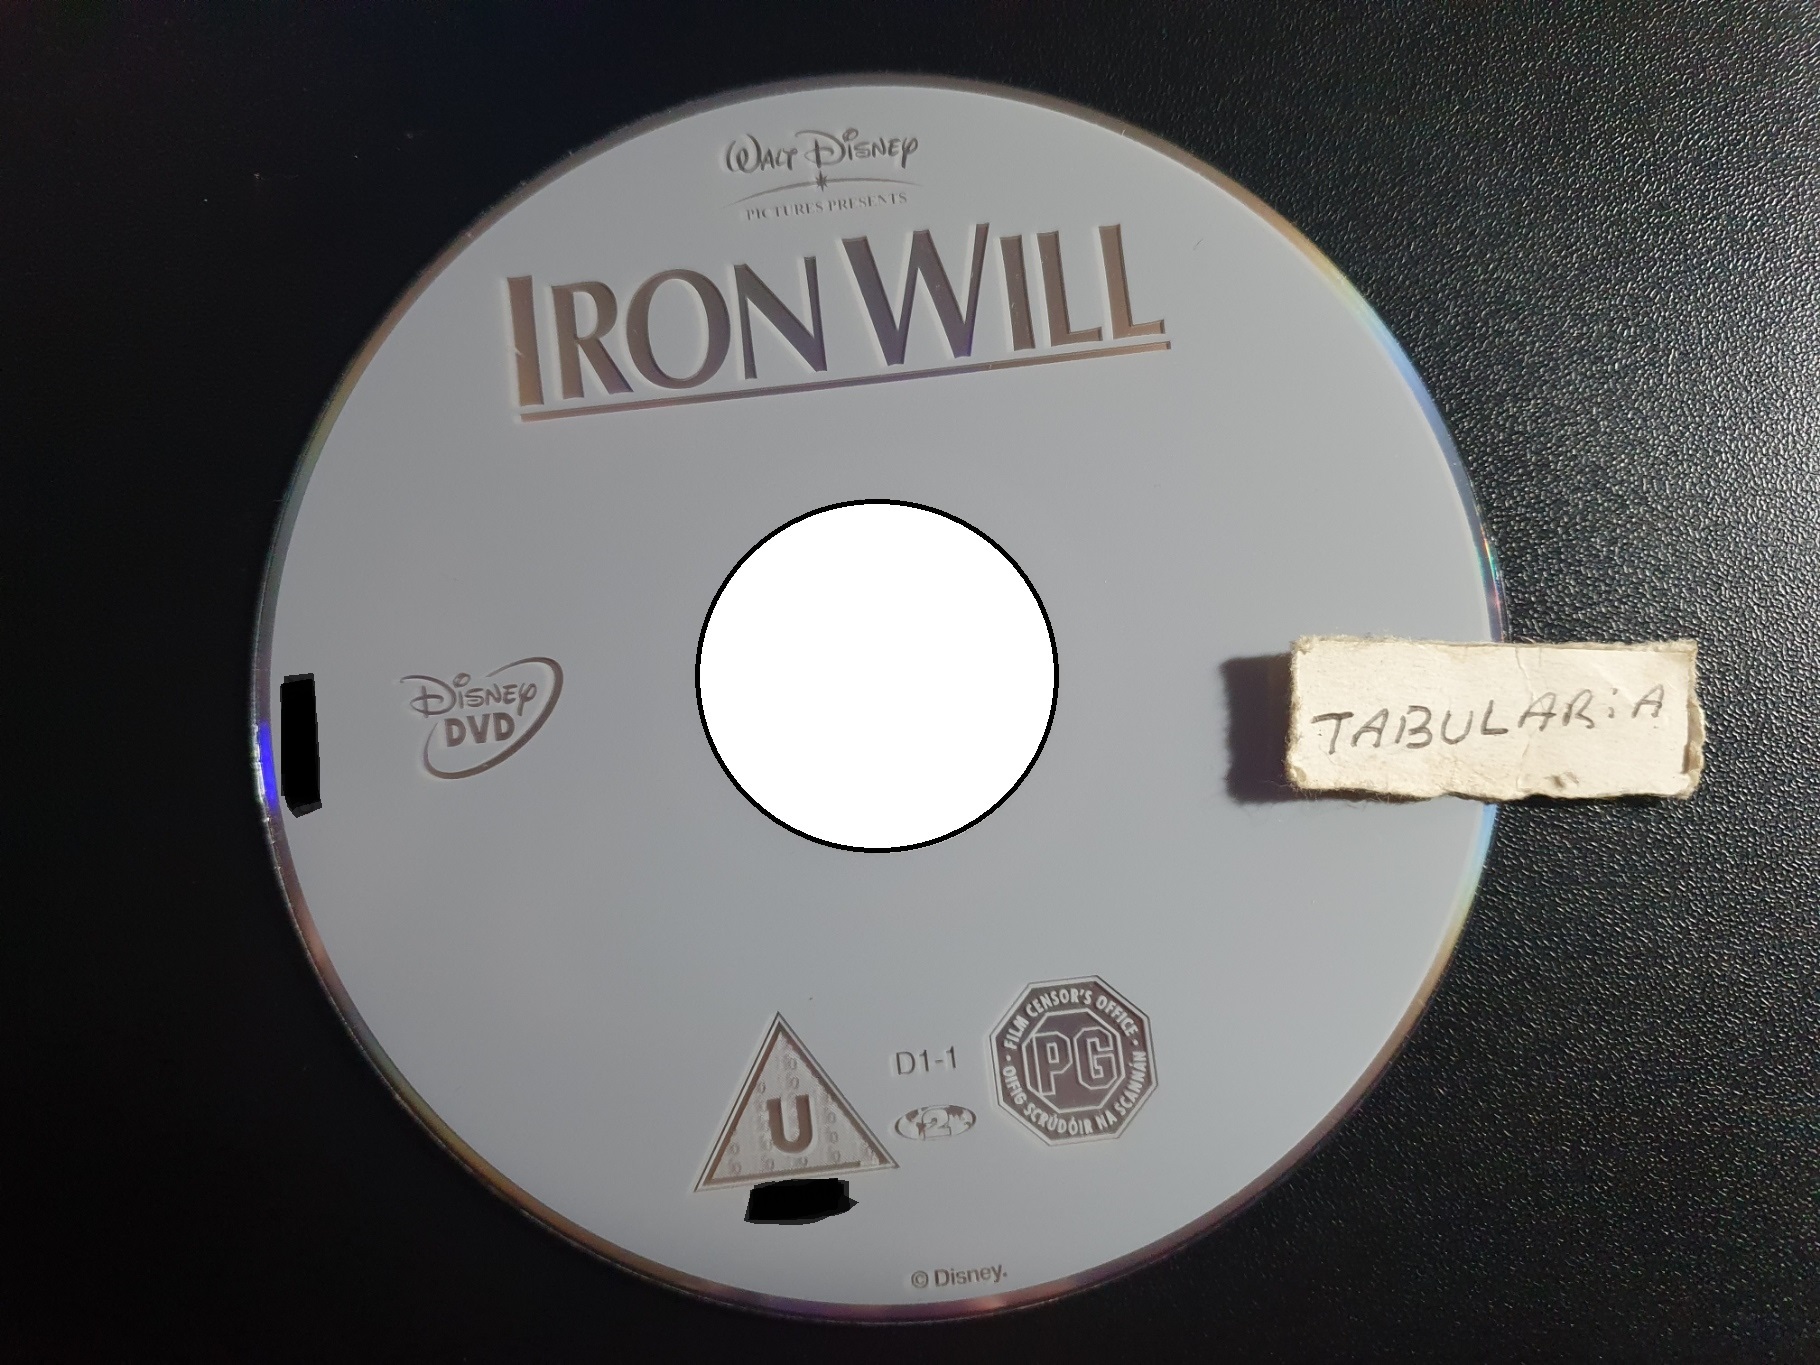 WALT DISNEY
PICTURES PRESENTS
IRON WILL
DISNEY
DVD
TABULARiA
U
D1-1
2
FILM CENSOR'S OFFICE
PG
OIFIG SCRÚDÓIR NA SCANNÁN
© Disney.